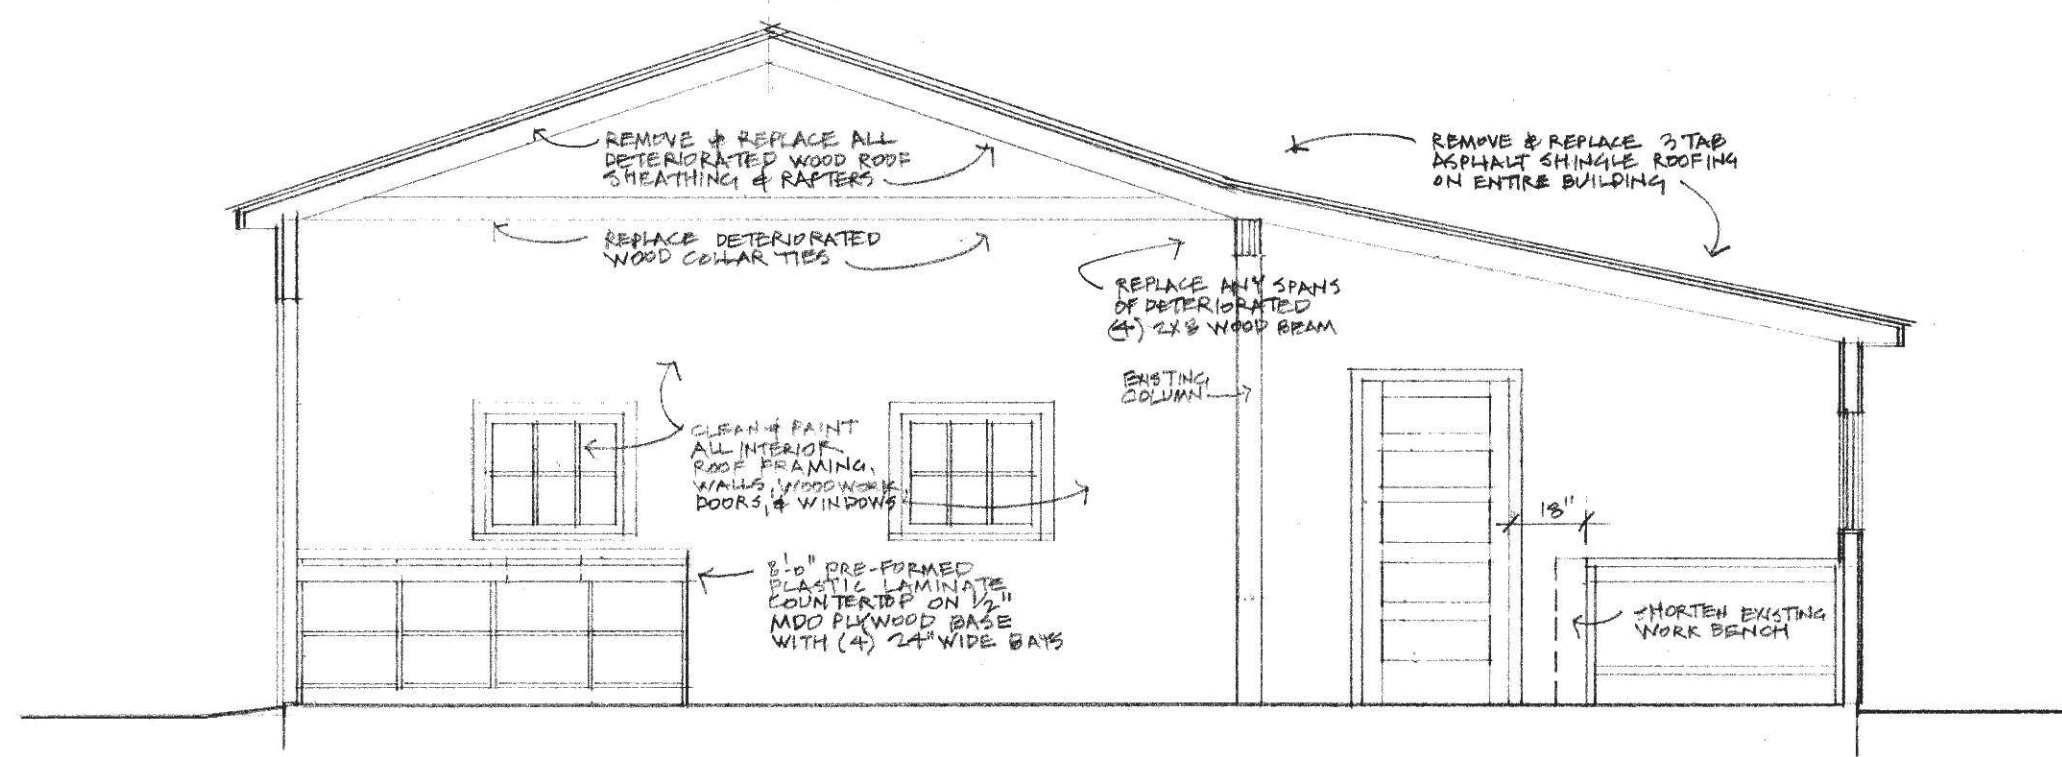 REMOVE & REPLACE ALL
DETERIORATED WOOD ROOF
SHEATHING & RAFTERS
REMOVE & REPLACE 3 TAB
ASPHALT SHINGLE ROOFING
ON ENTIRE BUILDING
REPLACE DETERIORATED
WOOD COLLAR TIES
REPLACE ANY SPANS
OF DETERIORATED
(4) 2X8 WOOD BEAM
EXISTING
COLUMN
CLEAN & PAINT
ALL INTERIOR
ROOF FRAMING,
WALLS, WOODWORK,
DOORS, & WINDOWS
18"
8'-0" PRE-FORMED
PLASTIC LAMINATE
COUNTERTOP ON 1/2"
MDO PLYWOOD BASE
WITH (4) 24" WIDE BAYS
SHORTEN EXISTING
WORK BENCH